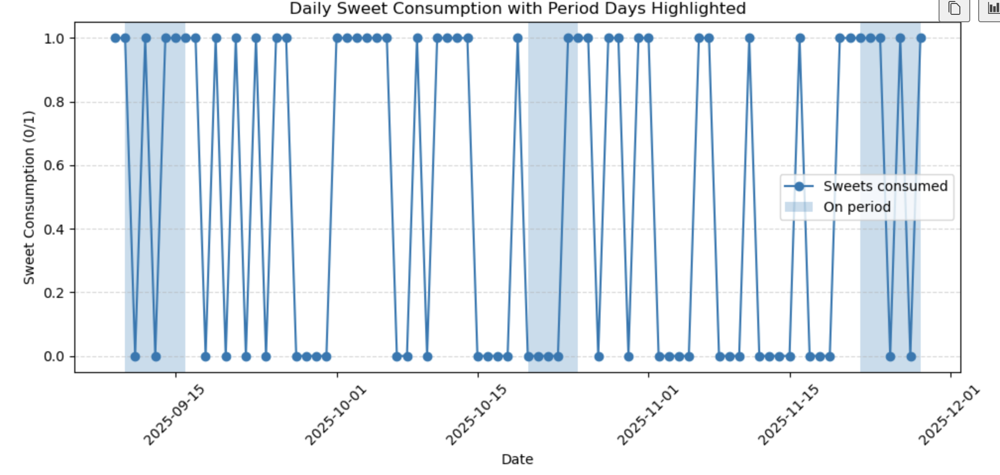 Daily Sweet Consumption with Period Days Highlighted
1.0
0.8
0.6
0.4
0.2
0.0
Sweet Consumption (0/1)
Sweets consumed
On period
2025-09-15
2025-10-01
2025-10-15
2025-11-01
2025-11-15
2025-12-01
Date